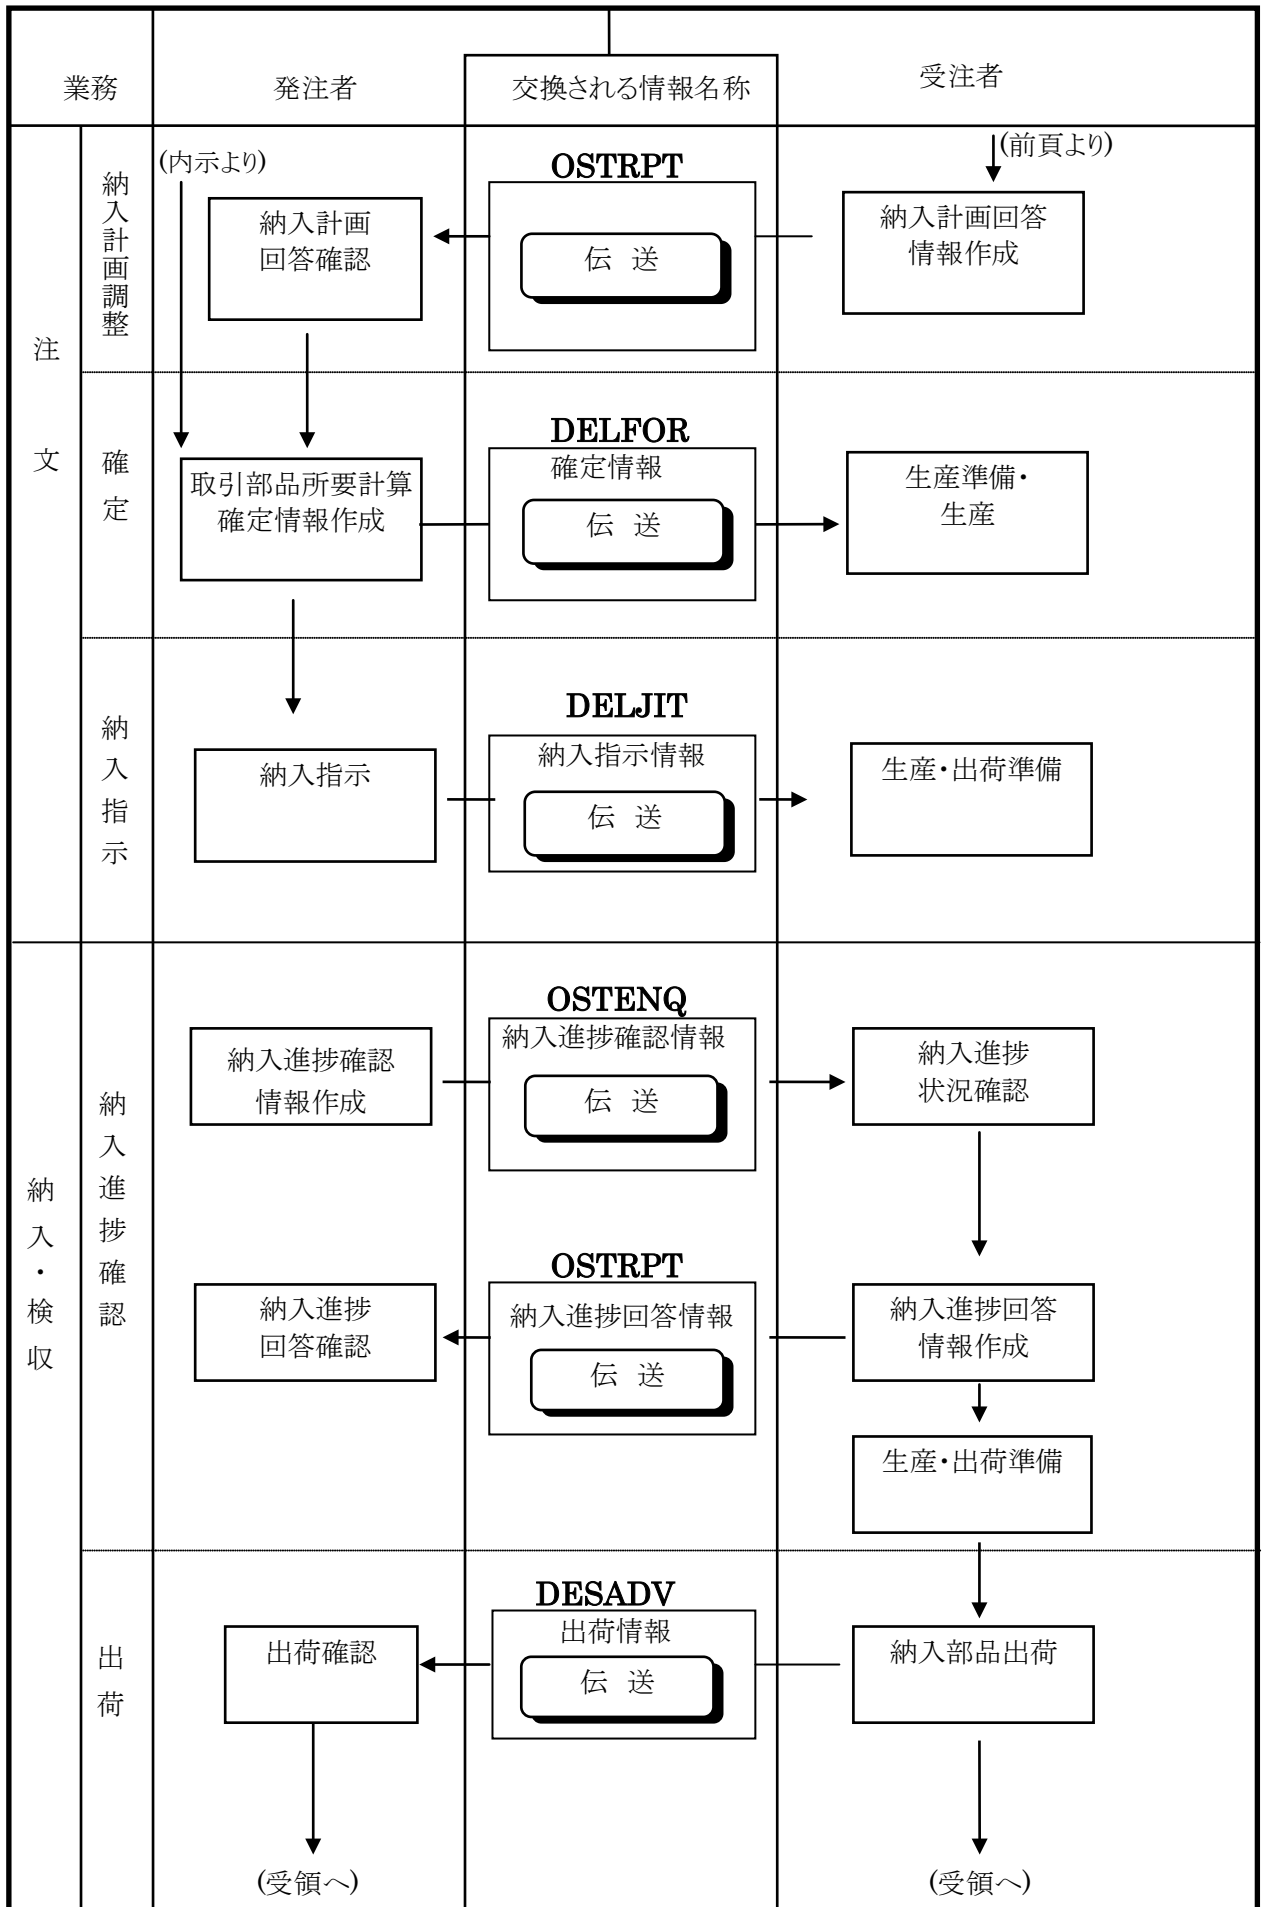 業務
発注者
交換される情報名称
受注者
注文
納入計画調整
(内示より)
OSTRPT
(前頁より)
納入計画
回答確認
伝 送
納入計画回答
情報作成
確定
DELFOR
取引部品所要計算
確定情報作成
確定情報
伝 送
生産準備・
生産
納入指示
DELJIT
納入指示
納入指示情報
伝 送
生産・出荷準備
納入・検収
納入進捗確認
OSTENQ
納入進捗確認
情報作成
納入進捗確認情報
伝 送
納入進捗
状況確認
OSTRPT
納入進捗
回答確認
納入進捗回答情報
伝 送
納入進捗回答
情報作成
生産・出荷準備
出荷
DESADV
出荷確認
出荷情報
伝 送
納入部品出荷
(受領へ)
(受領へ)